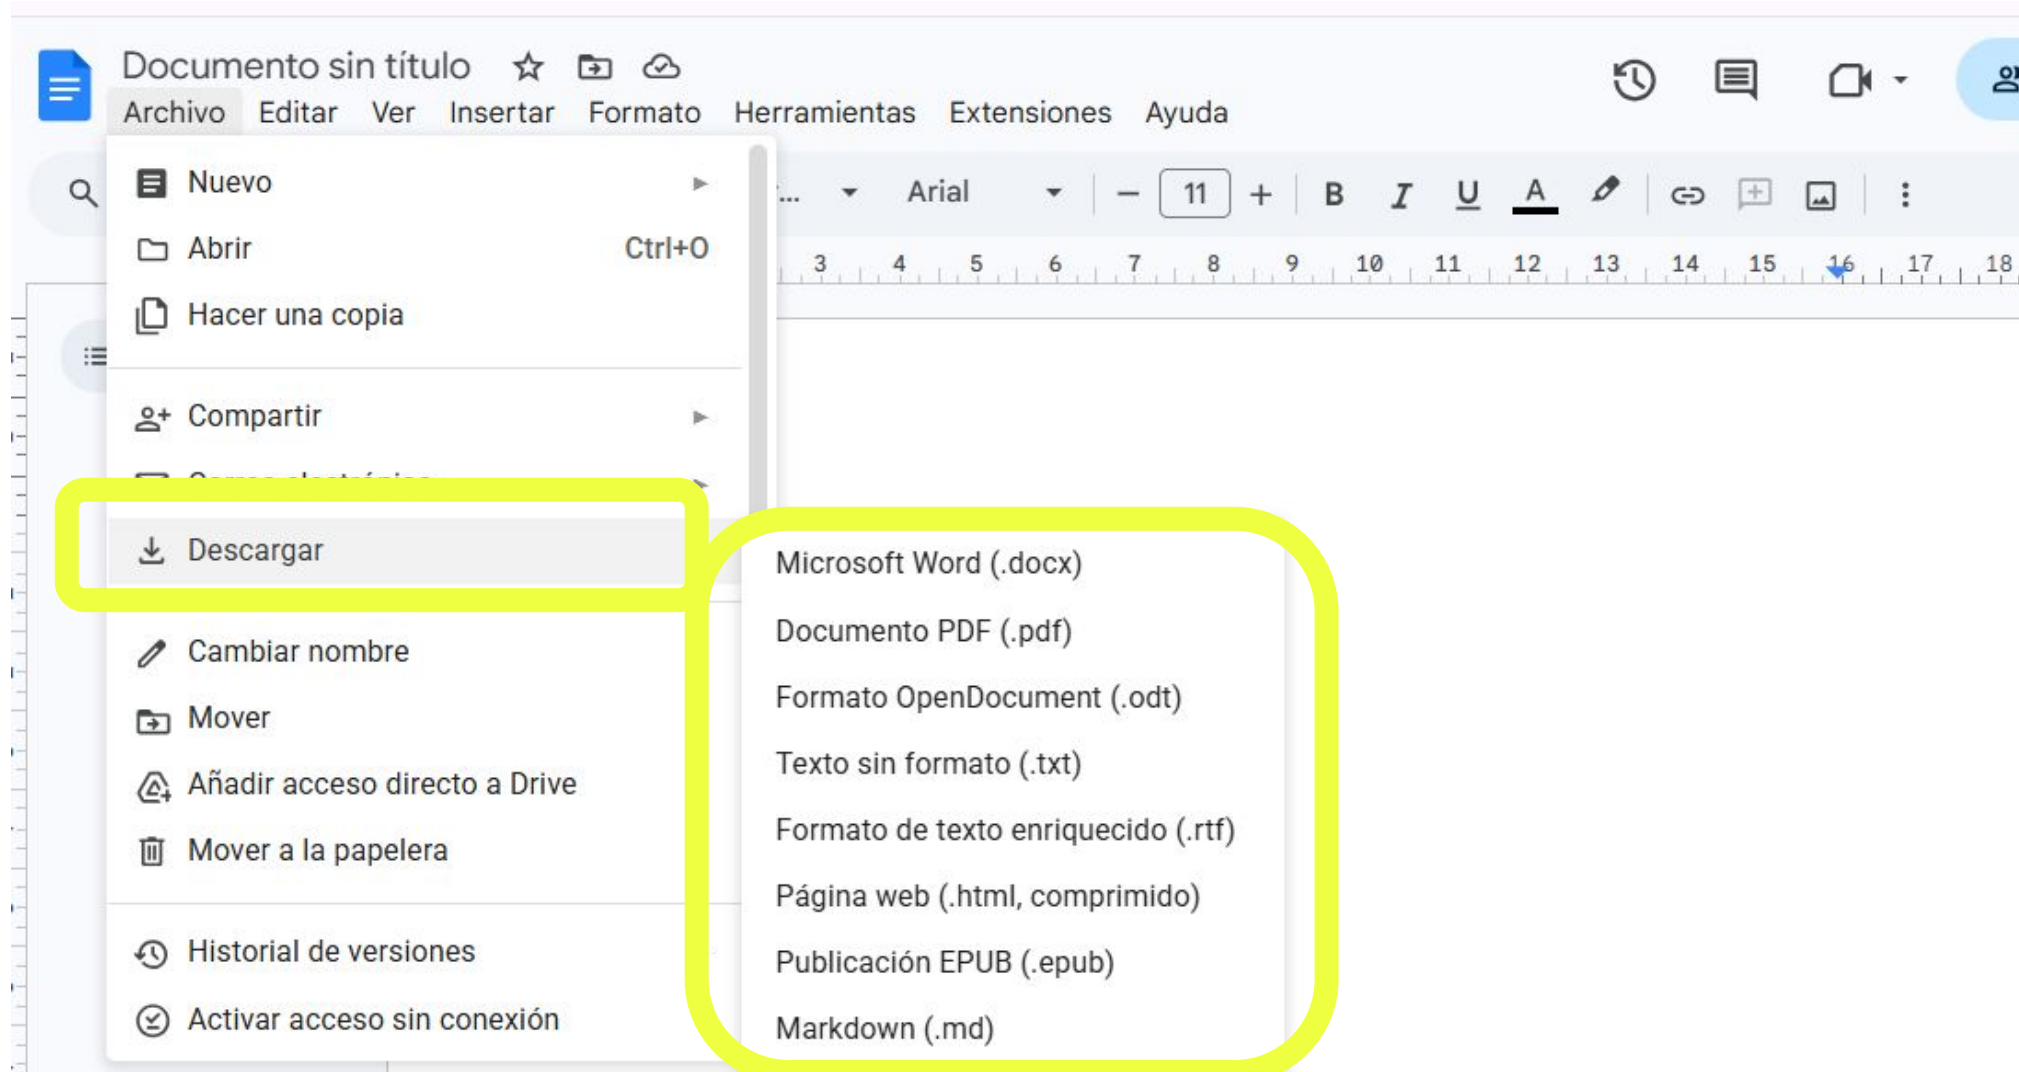 Documento sin título
Archivo Editar Ver Insertar Formato Herramientas Extensiones Ayuda
Nuevo
... Arial 11 B I U A
Abrir Ctrl+O
3 4 5 6 7 8 9 10 11 12 13 14 15 16 17 18
Hacer una copia
Compartir
Descargar
Microsoft Word (.docx)
Documento PDF (.pdf)
Cambiar nombre
Formato OpenDocument (.odt)
Mover
Texto sin formato (.txt)
Añadir acceso directo a Drive
Formato de texto enriquecido (.rtf)
Mover a la papelera
Página web (.html, comprimido)
Historial de versiones
Publicación EPUB (.epub)
Activar acceso sin conexión
Markdown (.md)